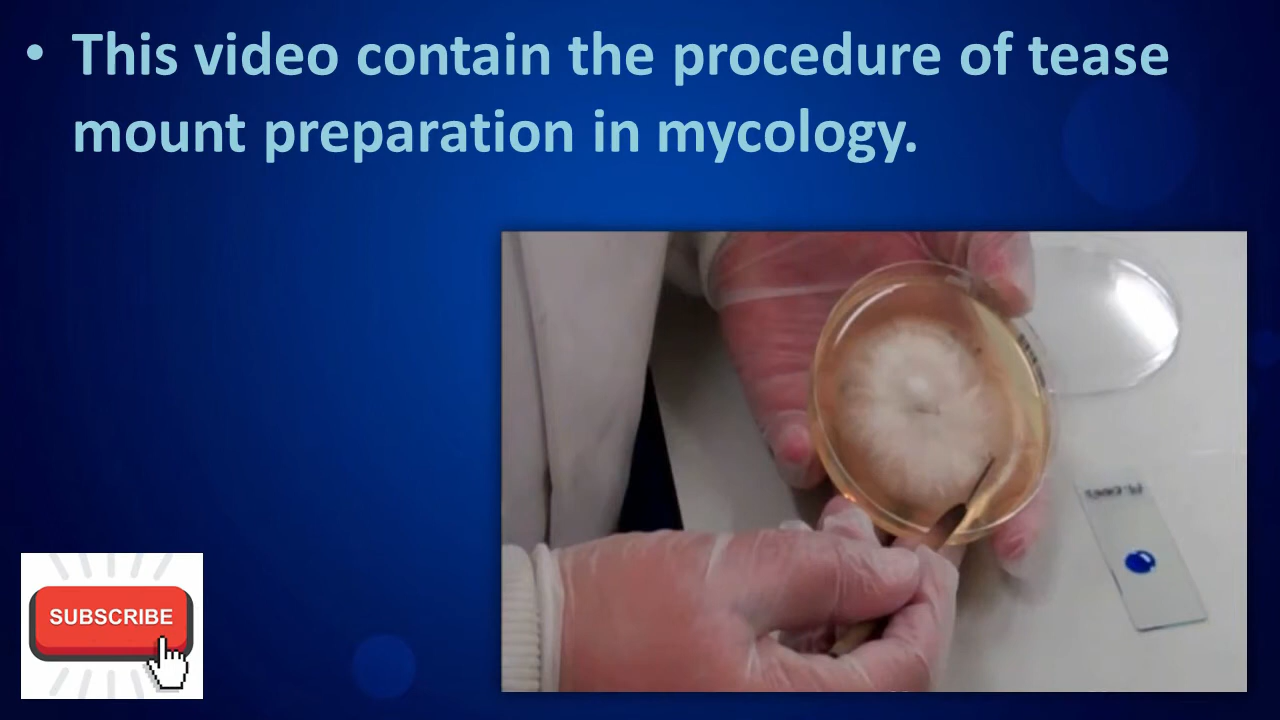 • This video contain the procedure of tease
mount preparation in mycology.
SUBSCRIBE